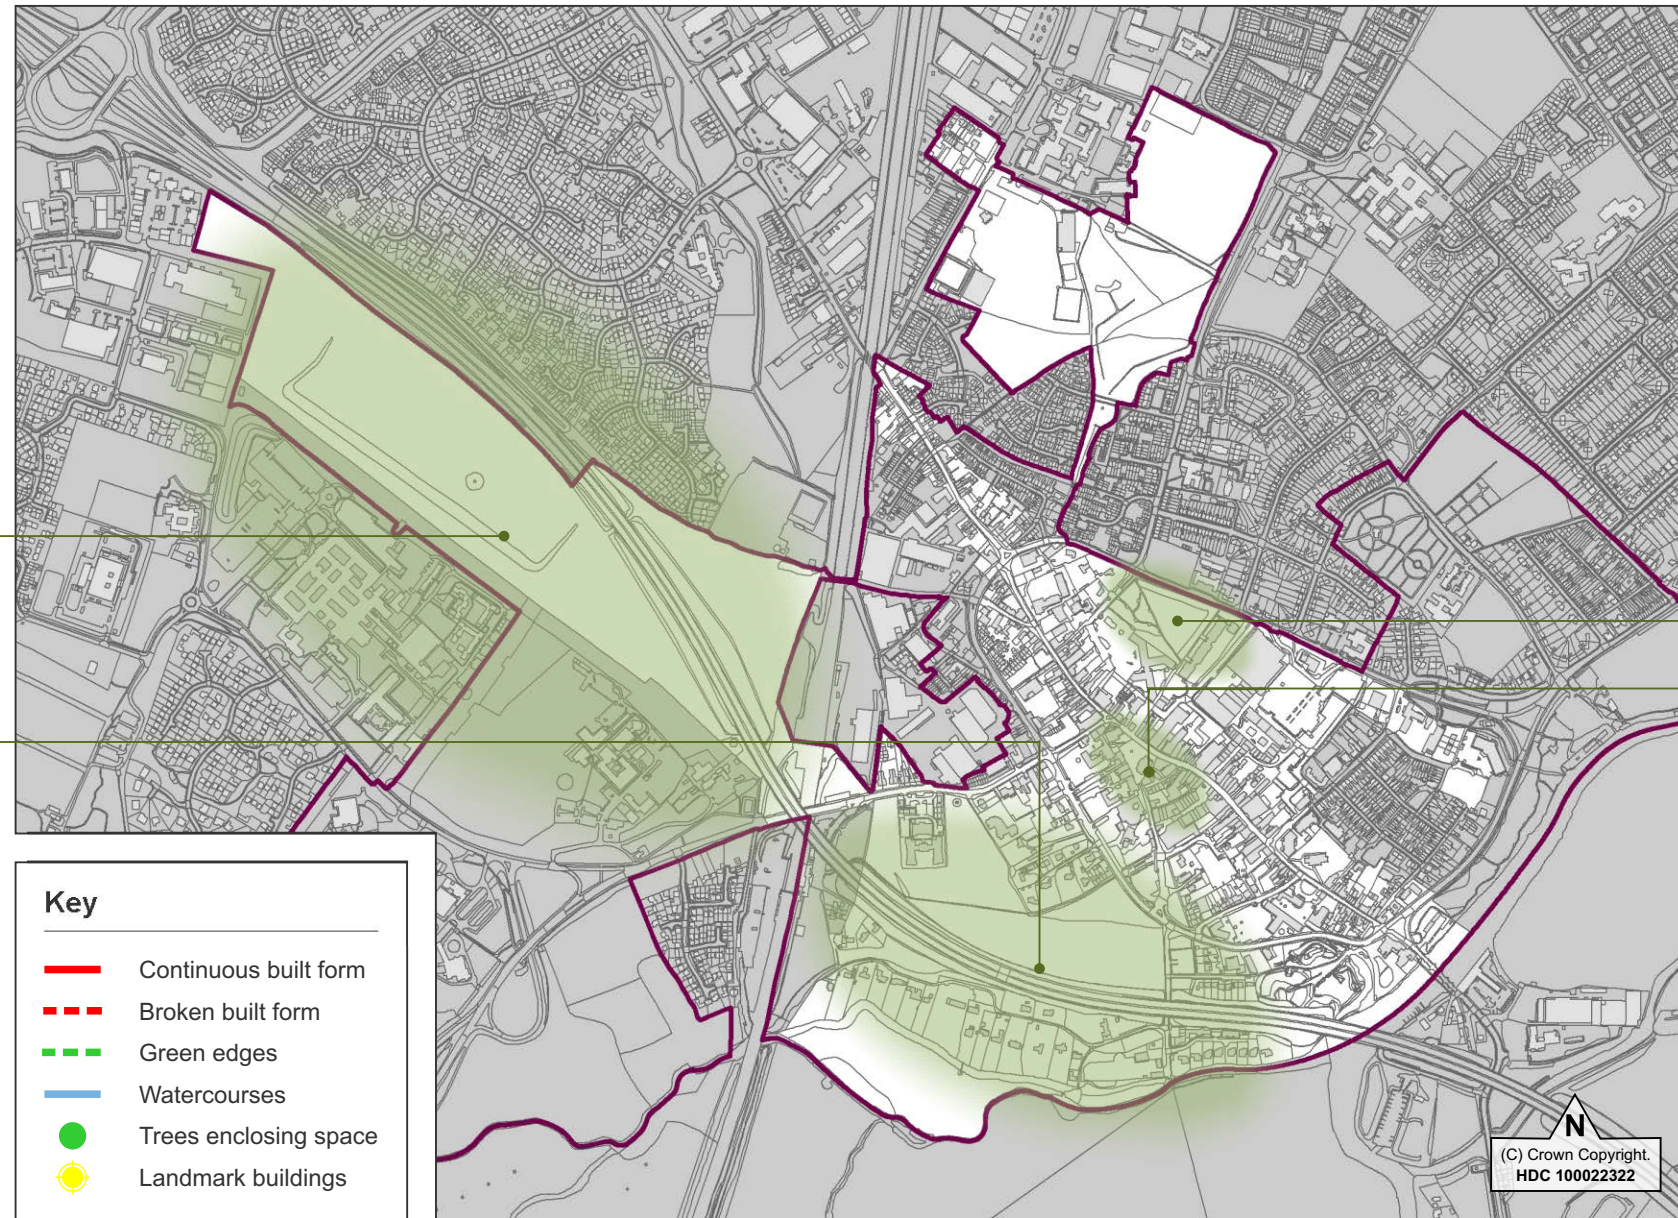 Key
Continuous built form
Broken built form
Green edges
Watercourses
Trees enclosing space
Landmark buildings
N
(C) Crown Copyright.
HDC 100022322